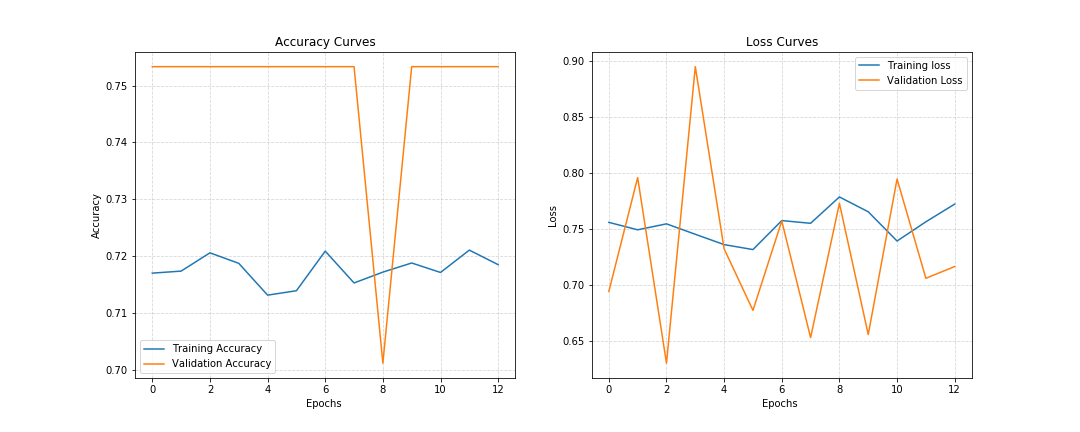 Accuracy Curves
Accuracy
0.75
0.74
0.73
0.72
0.71
0.70
Training Accuracy
Validation Accuracy
0 2 4 6 8 10 12
Epochs
Loss Curves
Loss
0.90
0.85
0.80
0.75
0.70
0.65
Training loss
Validation Loss
0 2 4 6 8 10 12
Epochs